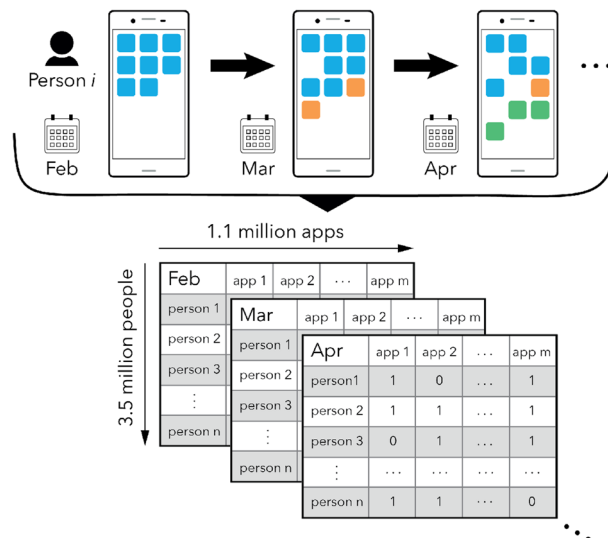 Person i
Feb
Mar
Apr
...
1.1 million apps
3.5 million people
Feb app 1 app 2 ... app m
person 1
person 2
person 3
⋮
person n
Mar app 1 app 2 ... app m
person 1
person 2
person 3
⋮
person n
Apr app 1 app 2 ... app m
person1 1 0 ... 1
person 2 1 1 ... 1
person 3 0 1 ... 1
⋮ ... ... ... ...
person n 1 1 ... 0
...